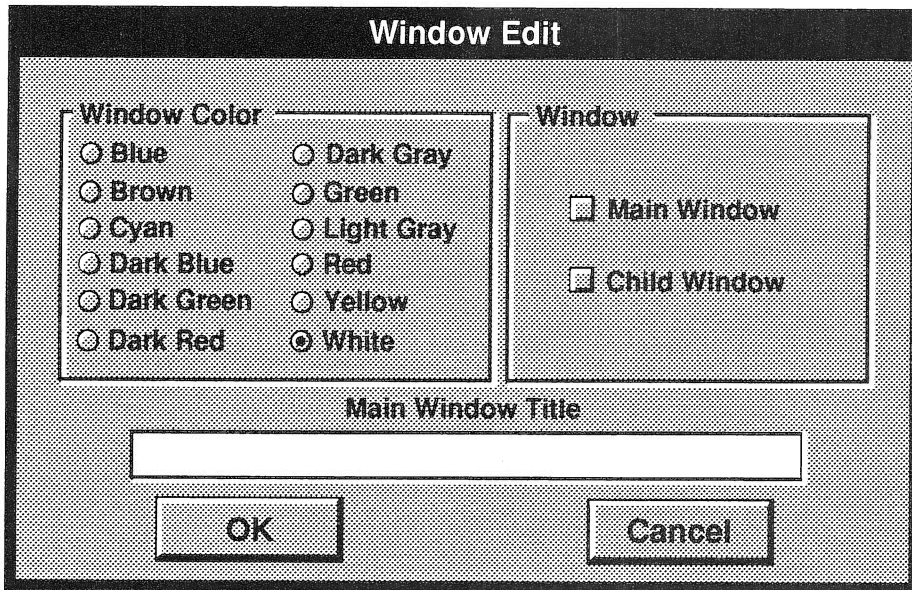 Window Edit
Window Color
Blue
Brown
Cyan
Dark Blue
Dark Green
Dark Red
Dark Gray
Green
Light Gray
Red
Yellow
White
Window
Main Window
Child Window
Main Window Title
OK
Cancel